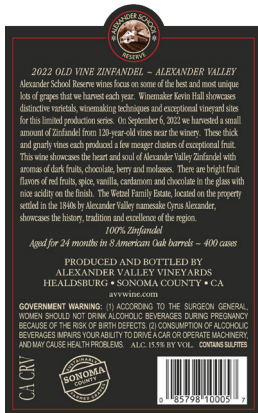 ALEXANDER SCHOOL
RESERVE
2022 OLD VINE ZINFANDEL ~ ALEXANDER VALLEY
Alexander School Reserve wines focus on some of the best and most unique
lots of grapes that we harvest each year. Winemaker Kevin Hall showcases
distinctive varietals, winemaking techniques and exceptional vineyard sites
for this limited production series. On September 6, 2022 we harvested a small
amount of Zinfandel from 120-year-old vines near the winery. These thick
and gnarly vines each produced a few meager clusters of exceptional fruit.
This wine showcases the heart and soul of Alexander Valley Zinfandel with
aromas of dark fruits, chocolate, berry and molasses. There are bright fruit
flavors of red fruits, spice, vanilla, cardamom and chocolate in the glass with
nice acidity on the finish. The Wetzel Family Estate, located on the property
settled in the 1840s by Alexander Valley namesake Cyrus Alexander,
showcases the history, tradition and excellence of the region.
100% Zinfandel
Aged for 24 months in 8 American Oak barrels ~ 400 cases
PRODUCED AND BOTTLED BY
ALEXANDER VALLEY VINEYARDS
HEALDSBURG • SONOMA COUNTY • CA
avvwine.com
GOVERNMENT WARNING: (1) ACCORDING TO THE SURGEON GENERAL,
WOMEN SHOULD NOT DRINK ALCOHOLIC BEVERAGES DURING PREGNANCY
BECAUSE OF THE RISK OF BIRTH DEFECTS. (2) CONSUMPTION OF ALCOHOLIC
BEVERAGES IMPAIRS YOUR ABILITY TO DRIVE A CAR OR OPERATE MACHINERY,
AND MAY CAUSE HEALTH PROBLEMS. ALC. 15.5% BY VOL. CONTAINS SULFITES
CA CRV
SUSTAINABLY
SONOMA
COUNTY
FARMED GRAPES
0 85798 10005 7